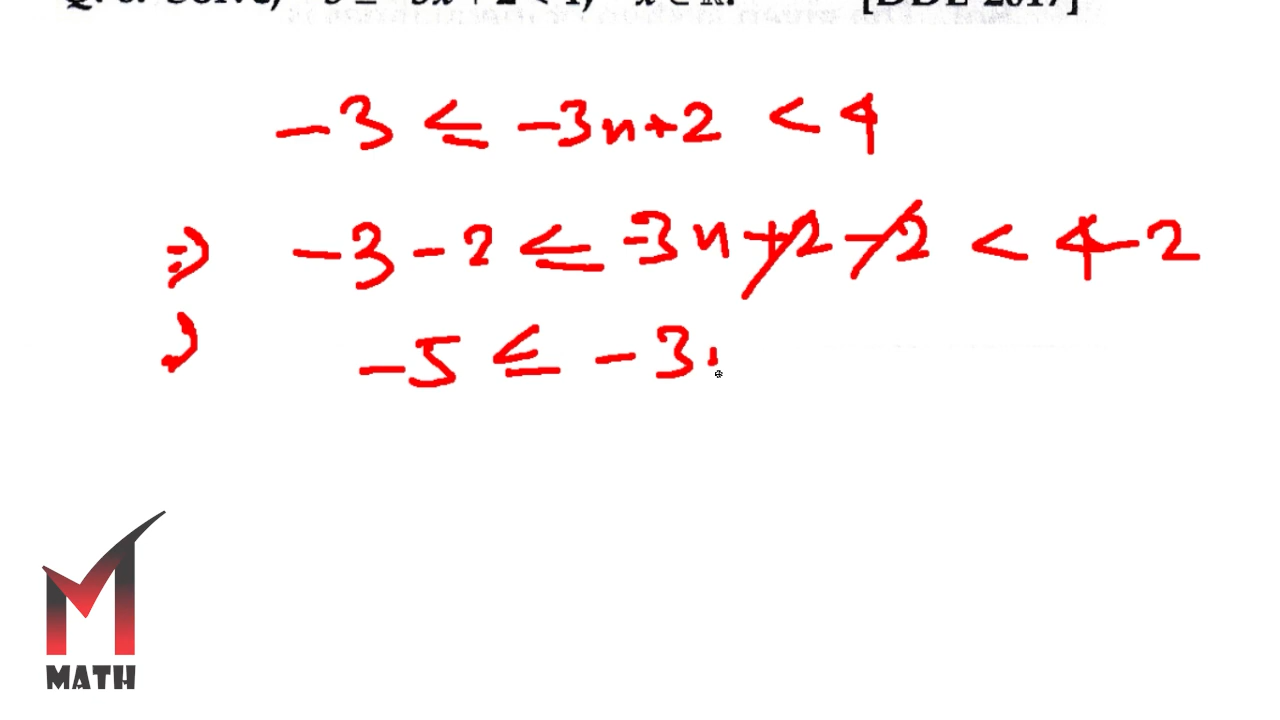 -3 ≤ -3x+2 < 4
⇒ -3-2 ≤ -3x+2-2 < 4-2
⇒ -5 ≤ -3
MATH